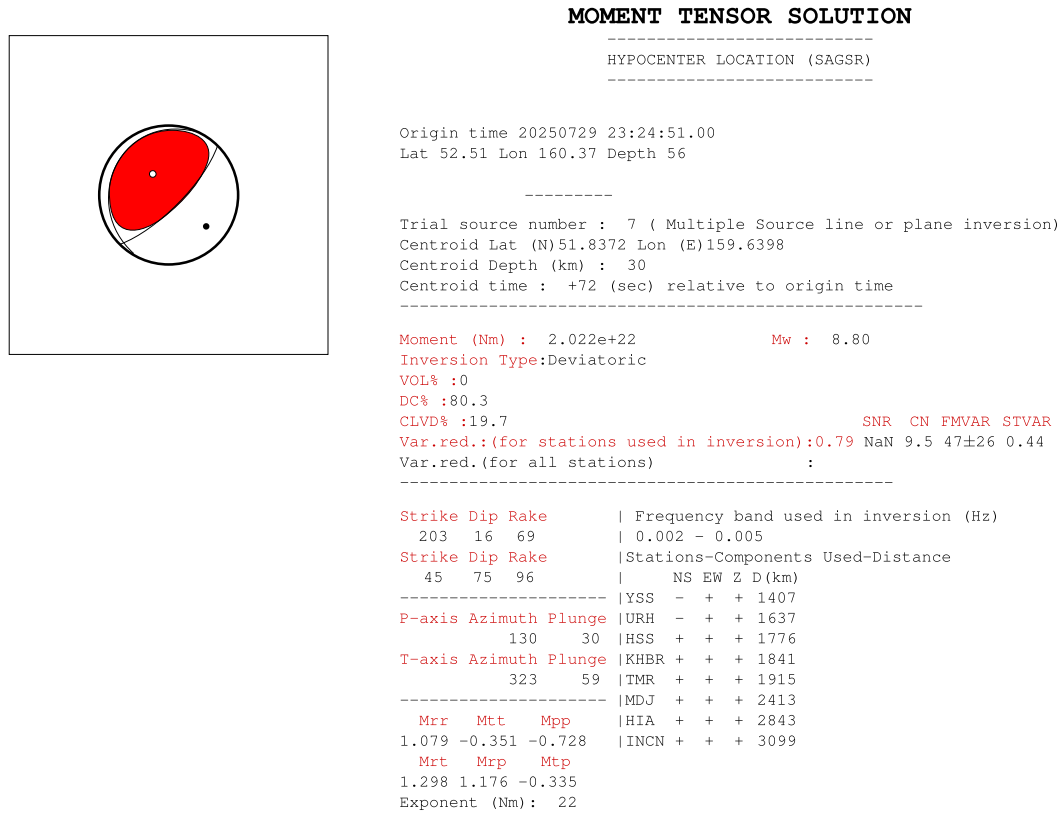 MOMENT TENSOR SOLUTION
---------------------------
HYPOCENTER LOCATION (SAGSR)
---------------------------
Origin time 20250729 23:24:51.00
Lat 52.51 Lon 160.37 Depth 56
---------
Trial source number : 7 ( Multiple Source line or plane inversion)
Centroid Lat (N)51.8372 Lon (E)159.6398
Centroid Depth (km) : 30
Centroid time : +72 (sec) relative to origin time
-----------------------------------------------------
Moment (Nm) : 2.022e+22 Mw : 8.80
Inversion Type:Deviatoric
VOL% :0
DC% :80.3
CLVD% :19.7 SNR CN FMVAR STVAR
Var.red.:(for stations used in inversion):0.79 NaN 9.5 47±26 0.44
Var.red.(for all stations) :
--------------------------------------------------
Strike Dip Rake | Frequency band used in inversion (Hz)
203 16 69 | 0.002 - 0.005
Strike Dip Rake |Stations-Components Used-Distance
45 75 96 | NS EW Z D(km)
--------------------- |YSS - + + 1407
P-axis Azimuth Plunge |URH - + + 1637
130 30 |HSS + + + 1776
T-axis Azimuth Plunge |KHBR + + + 1841
323 59 |TMR + + + 1915
--------------------- |MDJ + + + 2413
Mrr Mtt Mpp |HIA + + + 2843
1.079 -0.351 -0.728 |INCN + + + 3099
Mrt Mrp Mtp
1.298 1.176 -0.335
Exponent (Nm): 22